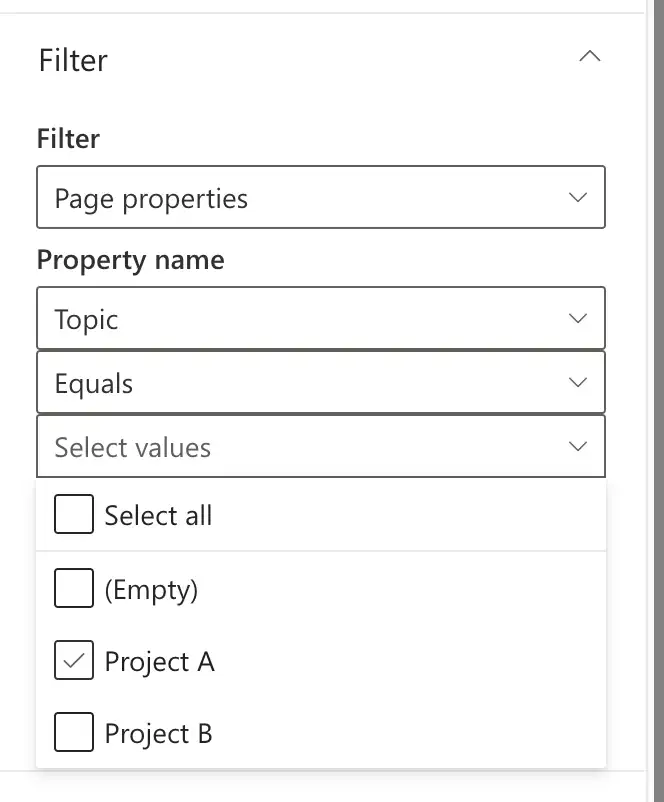 Filter
Filter
Page properties
Property name
Topic
Equals
Select values
Select all
(Empty)
Project A
Project B